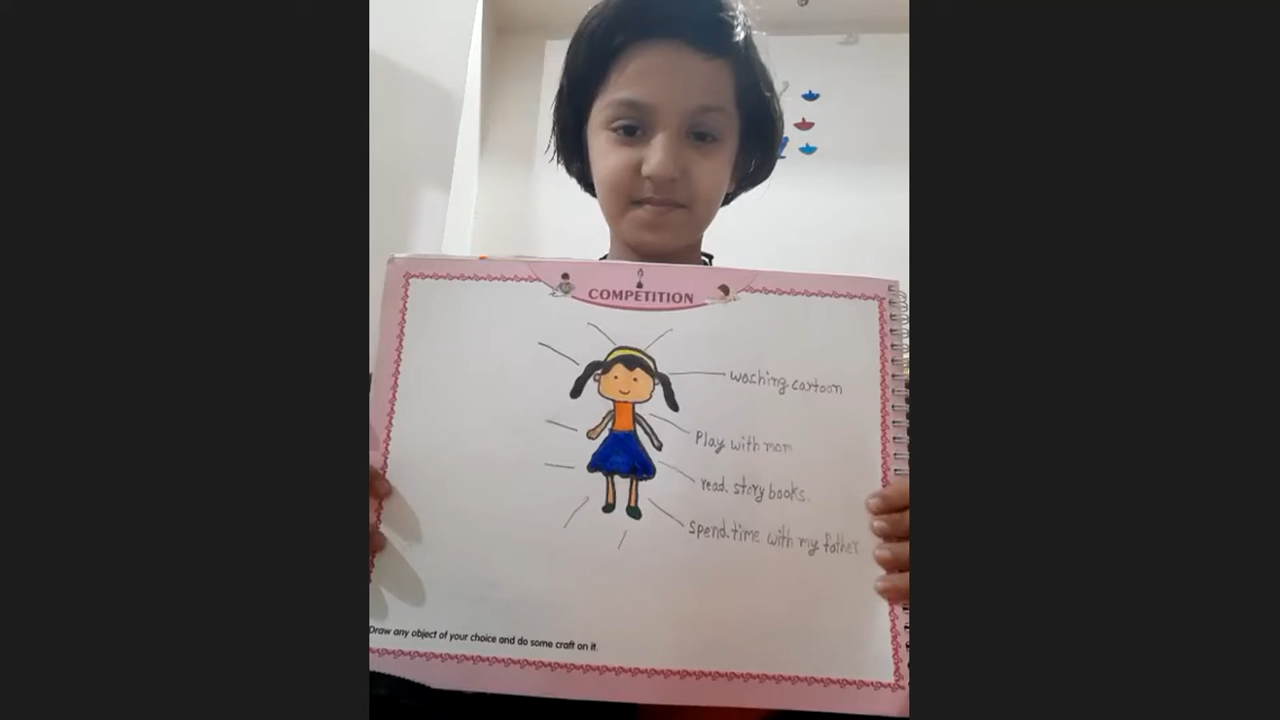 COMPETITION
waching cartoon
Play with mom
read story books.
Spend time with my father
Draw any object of your choice and do some craft on it.